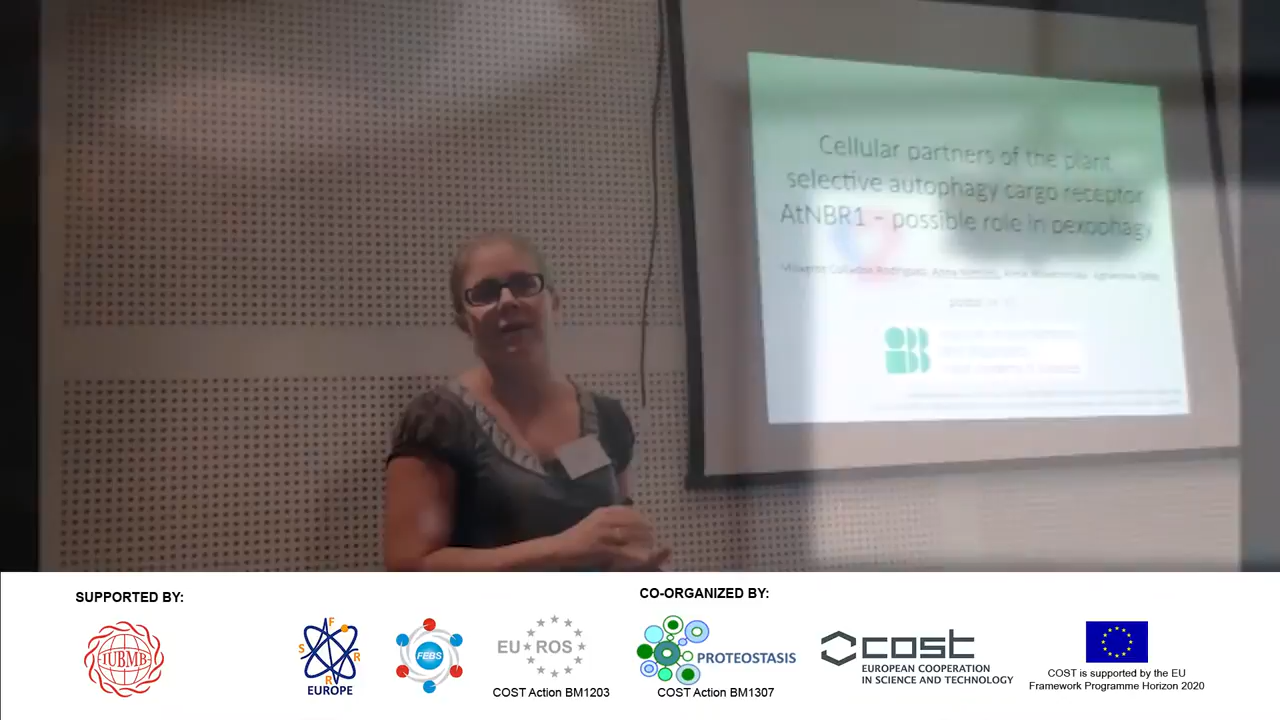 Cellular partners of the plant
selective autophagy cargo receptor
AtNBR1 – possible role in pexophagy
SUPPORTED BY:
IUBMB
SFRR
EUROPE
FEBS
EU ROS
COST Action BM1203
CO-ORGANIZED BY:
PROTEOSTASIS
COST Action BM1307
cost
EUROPEAN COOPERATION
IN SCIENCE AND TECHNOLOGY
COST is supported by the EU
Framework Programme Horizon 2020